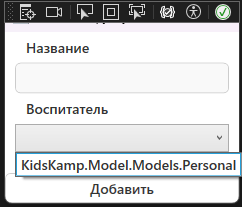 Название
Воспитатель
KidsKamp.Model.Models.Personal
Добавить